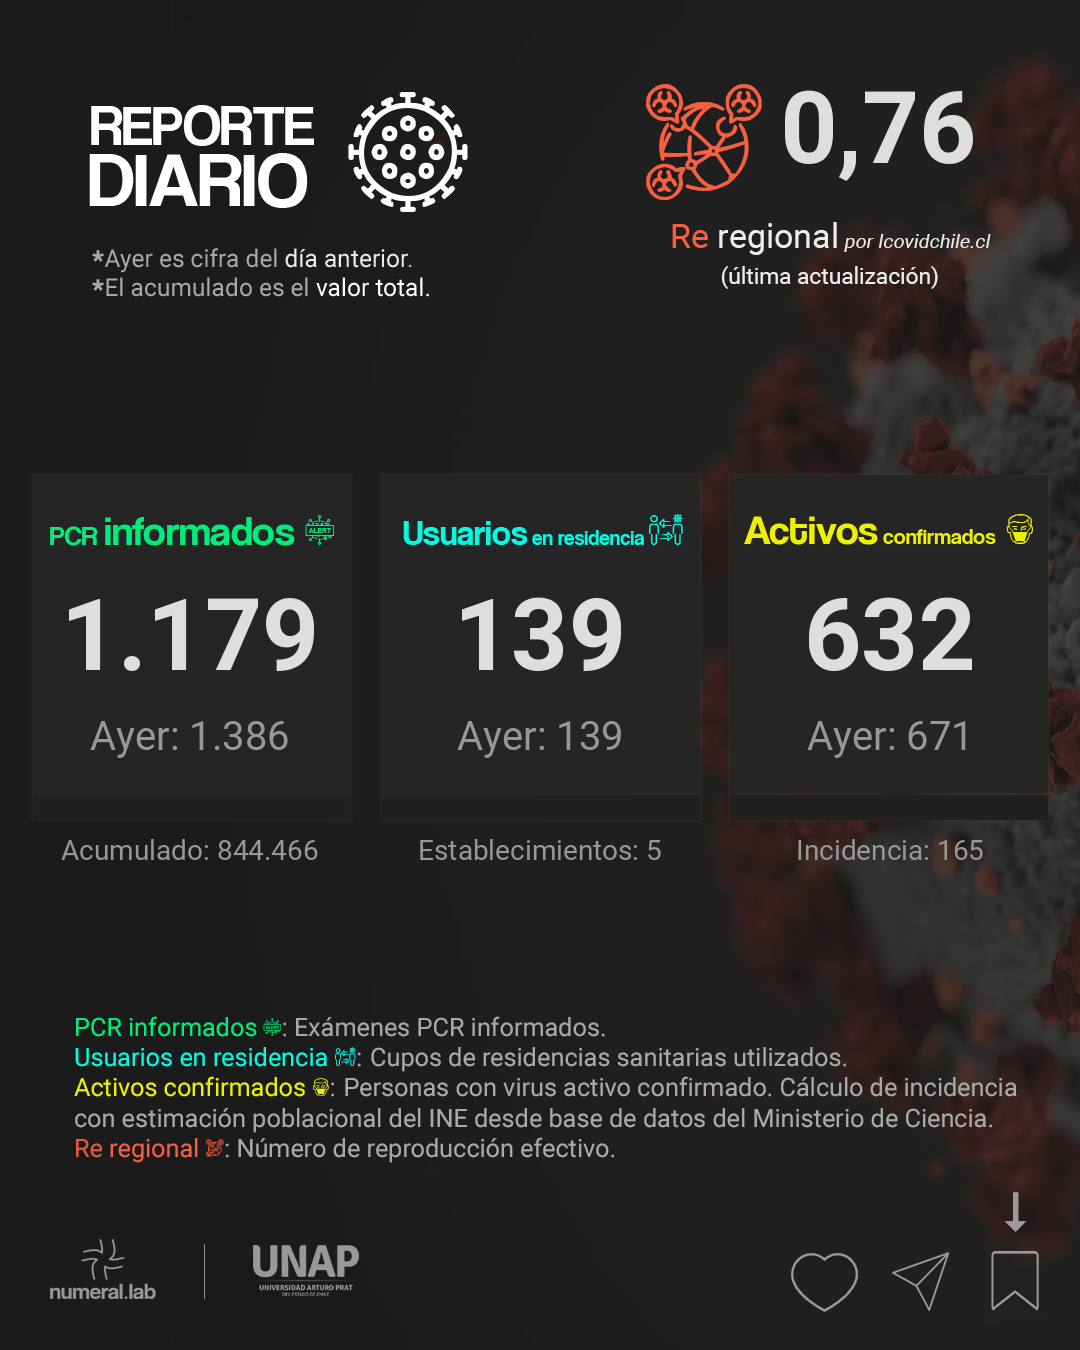 REPORTE
DIARIO
*Ayer es cifra del día anterior.
*El acumulado es el valor total.
0,76
Re regional por Icovidchile.cl
(última actualización)
PCR informados ALERT
1.179
Ayer: 1.386
Acumulado: 844.466
Usuarios en residencia
139
Ayer: 139
Establecimientos: 5
Activos confirmados
632
Ayer: 671
Incidencia: 165
PCR informados : Exámenes PCR informados.
Usuarios en residencia : Cupos de residencias sanitarias utilizados.
Activos confirmados : Personas con virus activo confirmado. Cálculo de incidencia
con estimación poblacional del INE desde base de datos del Ministerio de Ciencia.
Re regional : Número de reproducción efectivo.
numeral.lab
UNAP
UNIVERSIDAD ARTURO PRAT
DEL ESTADO DE CHILE